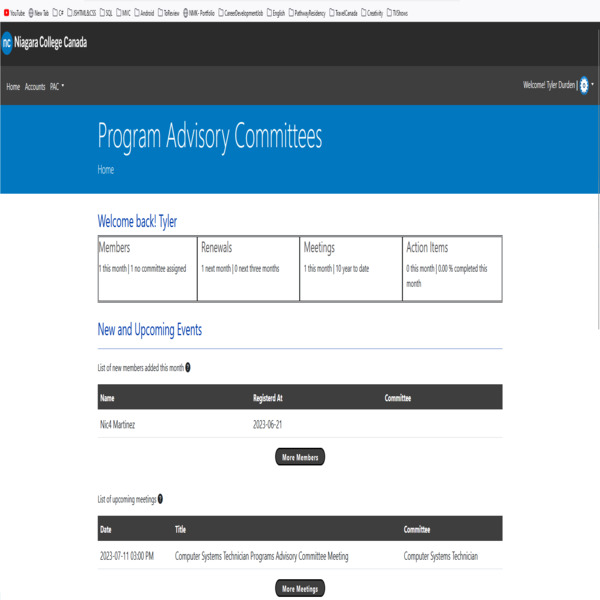 YouTube New Tab C# JSHTML&CSS SQL MVC Android ToReview NMK - Portfolio CareerDevelopmentJob English PathwayResidency TravelCanada Creativity TVShows
nc Niagara College Canada
Home Accounts PAC Welcome! Tyler Durden |
Program Advisory Committees
Home
Welcome back! Tyler
Members Renewals Meetings Action Items
1 this month | 1 no committee assigned 1 next month | 0 next three months 1 this month | 10 year to date 0 this month | 0.00 % completed this
month
New and Upcoming Events
List of new members added this month ?
Name Registerd At Committee
Nic4 Martinez 2023-06-21
More Members
List of upcoming meetings ?
Date Title Committee
2023-07-11 03:00 PM Computer Systems Technician Programs Advisory Committee Meeting Computer Systems Technician
More Meetings